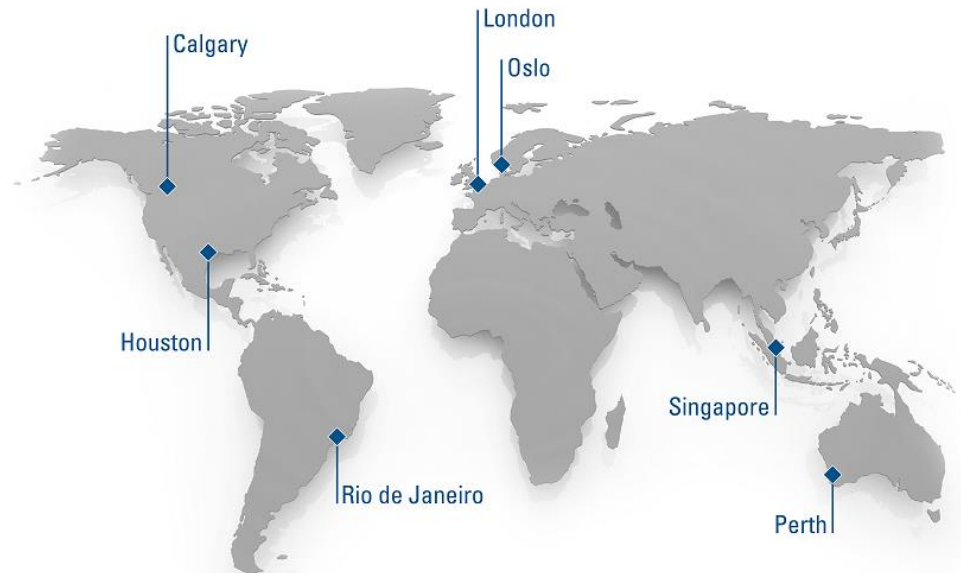 London
Calgary
Oslo
Houston
Singapore
Rio de Janeiro
Perth